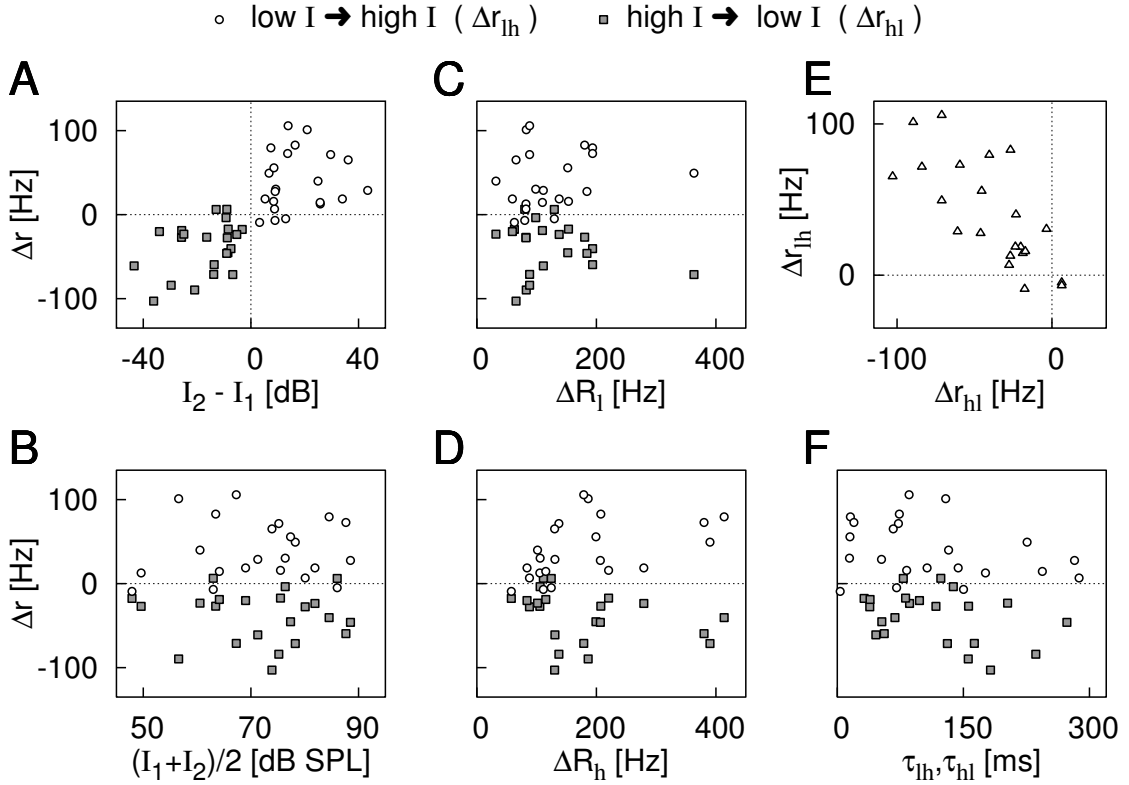 low I → high I ( Δr_lh ) high I → low I ( Δr_hl )
A
100
0
-100
Δr [Hz]
-40 0 40
I_2 - I_1 [dB]
C
0 200 400
ΔR_l [Hz]
E
100
0
Δr_lh [Hz]
-100 0
Δr_hl [Hz]
B
100
0
-100
Δr [Hz]
50 70 90
(I_1+I_2)/2 [dB SPL]
D
0 200 400
ΔR_h [Hz]
F
0 150 300
τ_lh,τ_hl [ms]